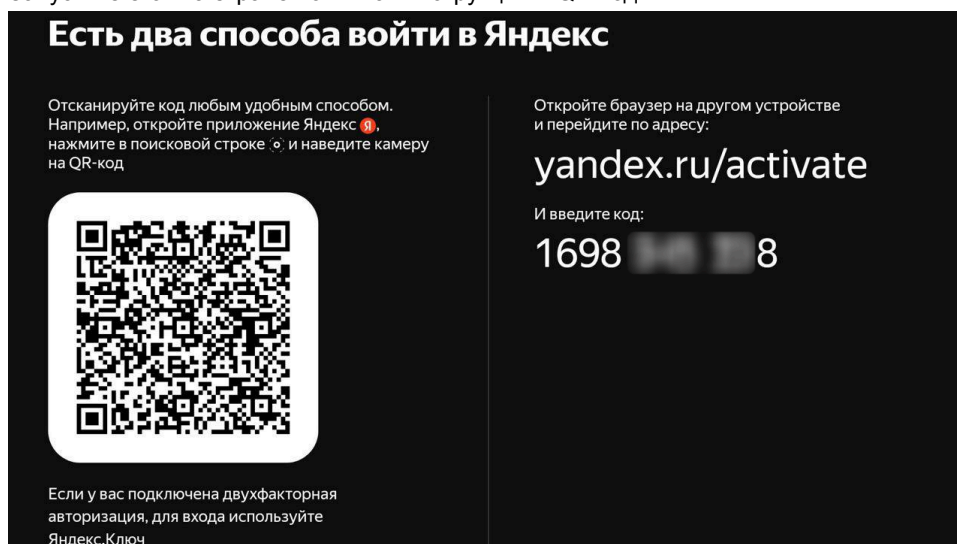 Есть два способа войти в Яндекс
Отсканируйте код любым удобным способом.
Например, откройте приложение Яндекс Я,
нажмите в поисковой строке и наведите камеру
на QR-код
Если у вас подключена двухфакторная
авторизация, для входа используйте
Яндекс.Ключ
Откройте браузер на другом устройстве
и перейдите по адресу:
yandex.ru/activate
И введите код:
1698 8